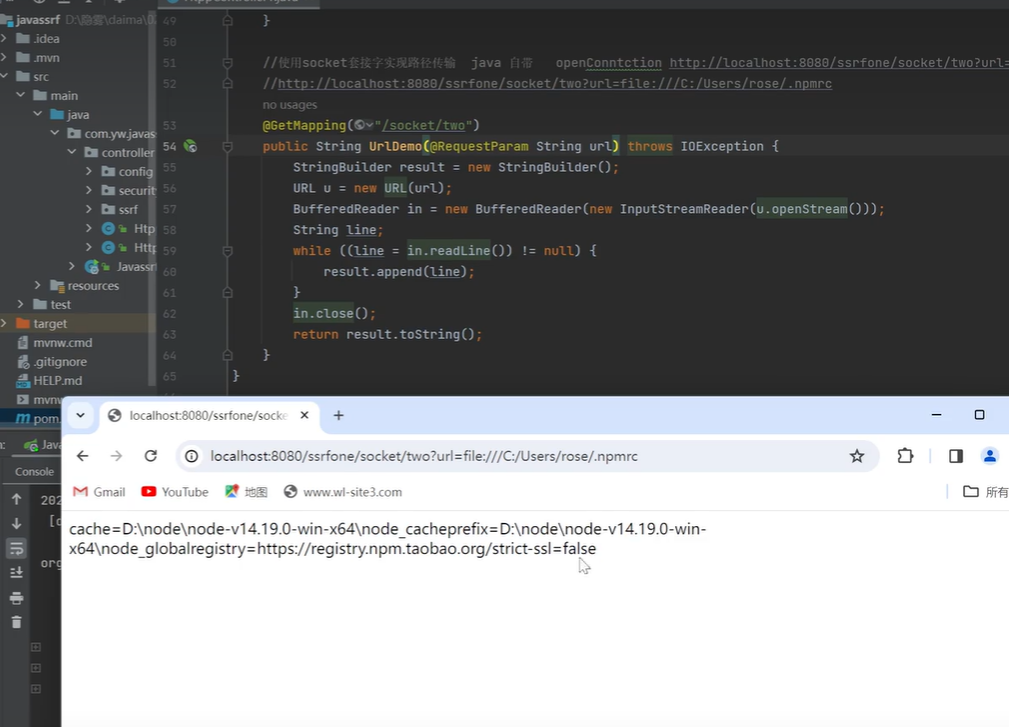 javassrf D:\隐雾\daima\0
.idea
.mvn
src
main
java
com.yw.javas
controller
config
securit
ssrf
Htp
Http
Javassr
resources
test
target
mvnw.cmd
.gitignore
HELP.md
mvnw
pom.
Java
Console
202
[d
org
49 }
50
51 //使用socket套接字实现路径传输 java 自带 openConntction http://localhost:8080/ssrfone/socket/two?url=
52 //http://localhost:8080/ssrfone/socket/two?url=file:///C:/Users/rose/.npmrc
no usages
53 @GetMapping("/socket/two")
54 public String UrlDemo(@RequestParam String url) throws IOException {
55 StringBuilder result = new StringBuilder();
56 URL u = new URL(url);
57 BufferedReader in = new BufferedReader(new InputStreamReader(u.openStream()));
58 String line;
59 while ((line = in.readLine()) != null) {
60 result.append(line);
61 }
62 in.close();
63 return result.toString();
64 }
65 }
localhost:8080/ssrfone/socke
localhost:8080/ssrfone/socket/two?url=file:///C:/Users/rose/.npmrc
Gmail YouTube 地图 www.wl-site3.com 所有
cache=D:\node\node-v14.19.0-win-x64\node_cacheprefix=D:\node\node-v14.19.0-win-
x64\node_globalregistry=https://registry.npm.taobao.org/strict-ssl=false